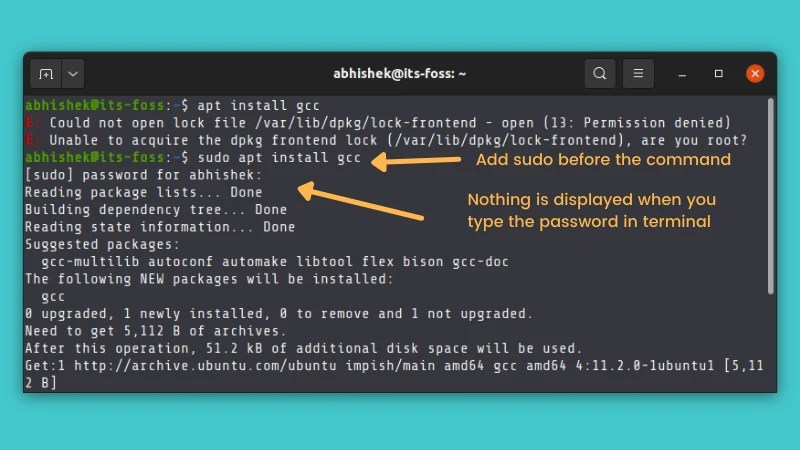 abhishek@its-foss: ~
abhishek@its-foss:~$ apt install gcc
E: Could not open lock file /var/lib/dpkg/lock-frontend - open (13: Permission denied)
E: Unable to acquire the dpkg frontend lock (/var/lib/dpkg/lock-frontend), are you root?
abhishek@its-foss:~$ sudo apt install gcc
Add sudo before the command
[sudo] password for abhishek:
Reading package lists... Done
Nothing is displayed when you
type the password in terminal
Building dependency tree... Done
Reading state information... Done
Suggested packages:
gcc-multilib autoconf automake libtool flex bison gcc-doc
The following NEW packages will be installed:
gcc
0 upgraded, 1 newly installed, 0 to remove and 1 not upgraded.
Need to get 5,112 B of archives.
After this operation, 51.2 kB of additional disk space will be used.
Get:1 http://archive.ubuntu.com/ubuntu impish/main amd64 gcc amd64 4:11.2.0-1ubuntu1 [5,11
2 B]